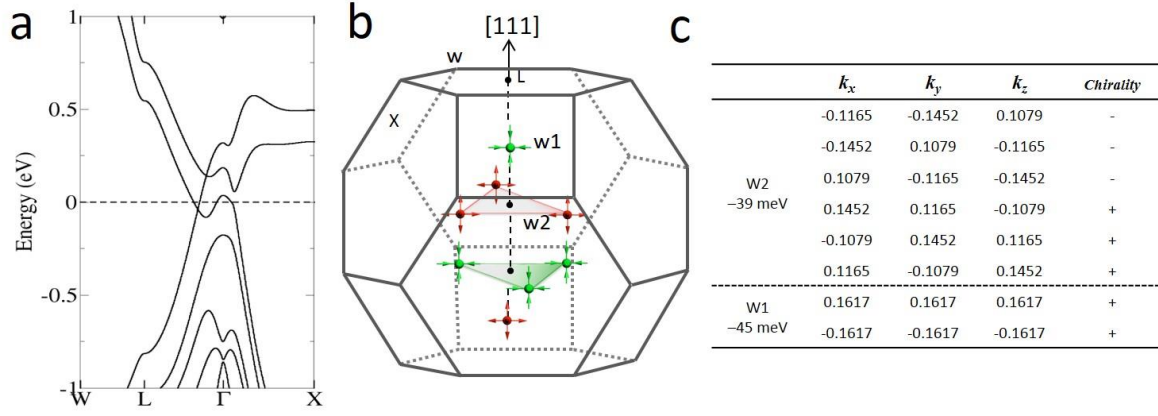 a
1
0.5
0
-0.5
-1
Energy (eV)
W L Γ X
b
[111]
W
L
X
w1
w2
c
kx ky kz Chirality
-0.1165 -0.1452 0.1079 -
-0.1452 0.1079 -0.1165 -
0.1079 -0.1165 -0.1452 -
W2
−39 meV
0.1452 0.1165 -0.1079 +
-0.1079 0.1452 0.1165 +
0.1165 -0.1079 0.1452 +
W1
−45 meV
0.1617 0.1617 0.1617 +
-0.1617 -0.1617 -0.1617 +